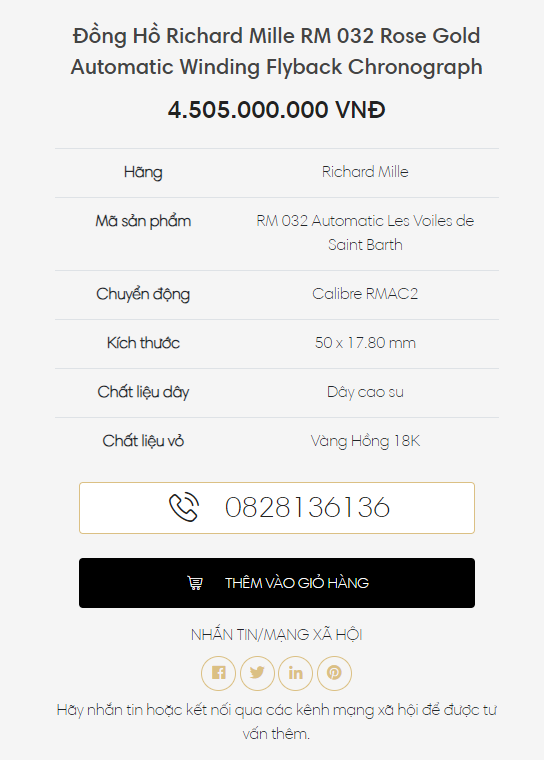 Đồng Hồ Richard Mille RM 032 Rose Gold
Automatic Winding Flyback Chronograph
4.505.000.000 VNĐ
Hãng Richard Mille
Mã sản phẩm RM 032 Automatic Les Voiles de
Saint Barth
Chuyển động Calibre RMAC2
Kích thước 50 x 17.80 mm
Chất liệu dây Dây cao su
Chất liệu vỏ Vàng Hồng 18K
0828136136
THÊM VÀO GIỎ HÀNG
NHẮN TIN/MẠNG XÃ HỘI
Hãy nhắn tin hoặc kết nối qua các kênh mạng xã hội để được tư
vấn thêm.